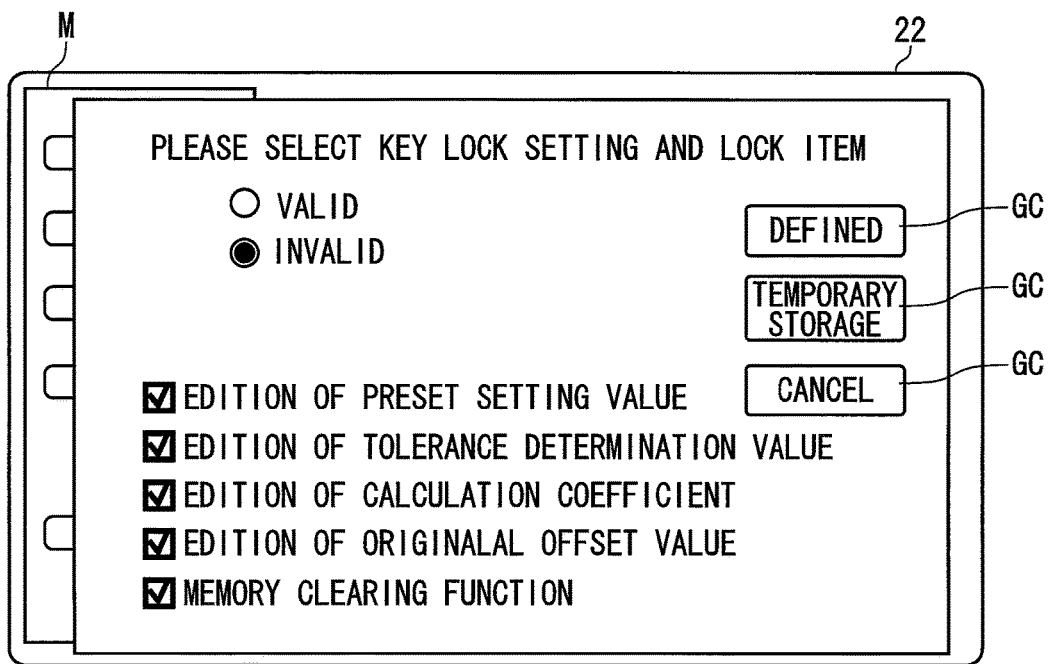 M
22
PLEASE SELECT KEY LOCK SETTING AND LOCK ITEM
VALID
INVALID
DEFINED
GC
TEMPORARY
STORAGE
GC
CANCEL
GC
EDITION OF PRESET SETTING VALUE
EDITION OF TOLERANCE DETERMINATION VALUE
EDITION OF CALCULATION COEFFICIENT
EDITION OF ORIGINALAL OFFSET VALUE
MEMORY CLEARING FUNCTION